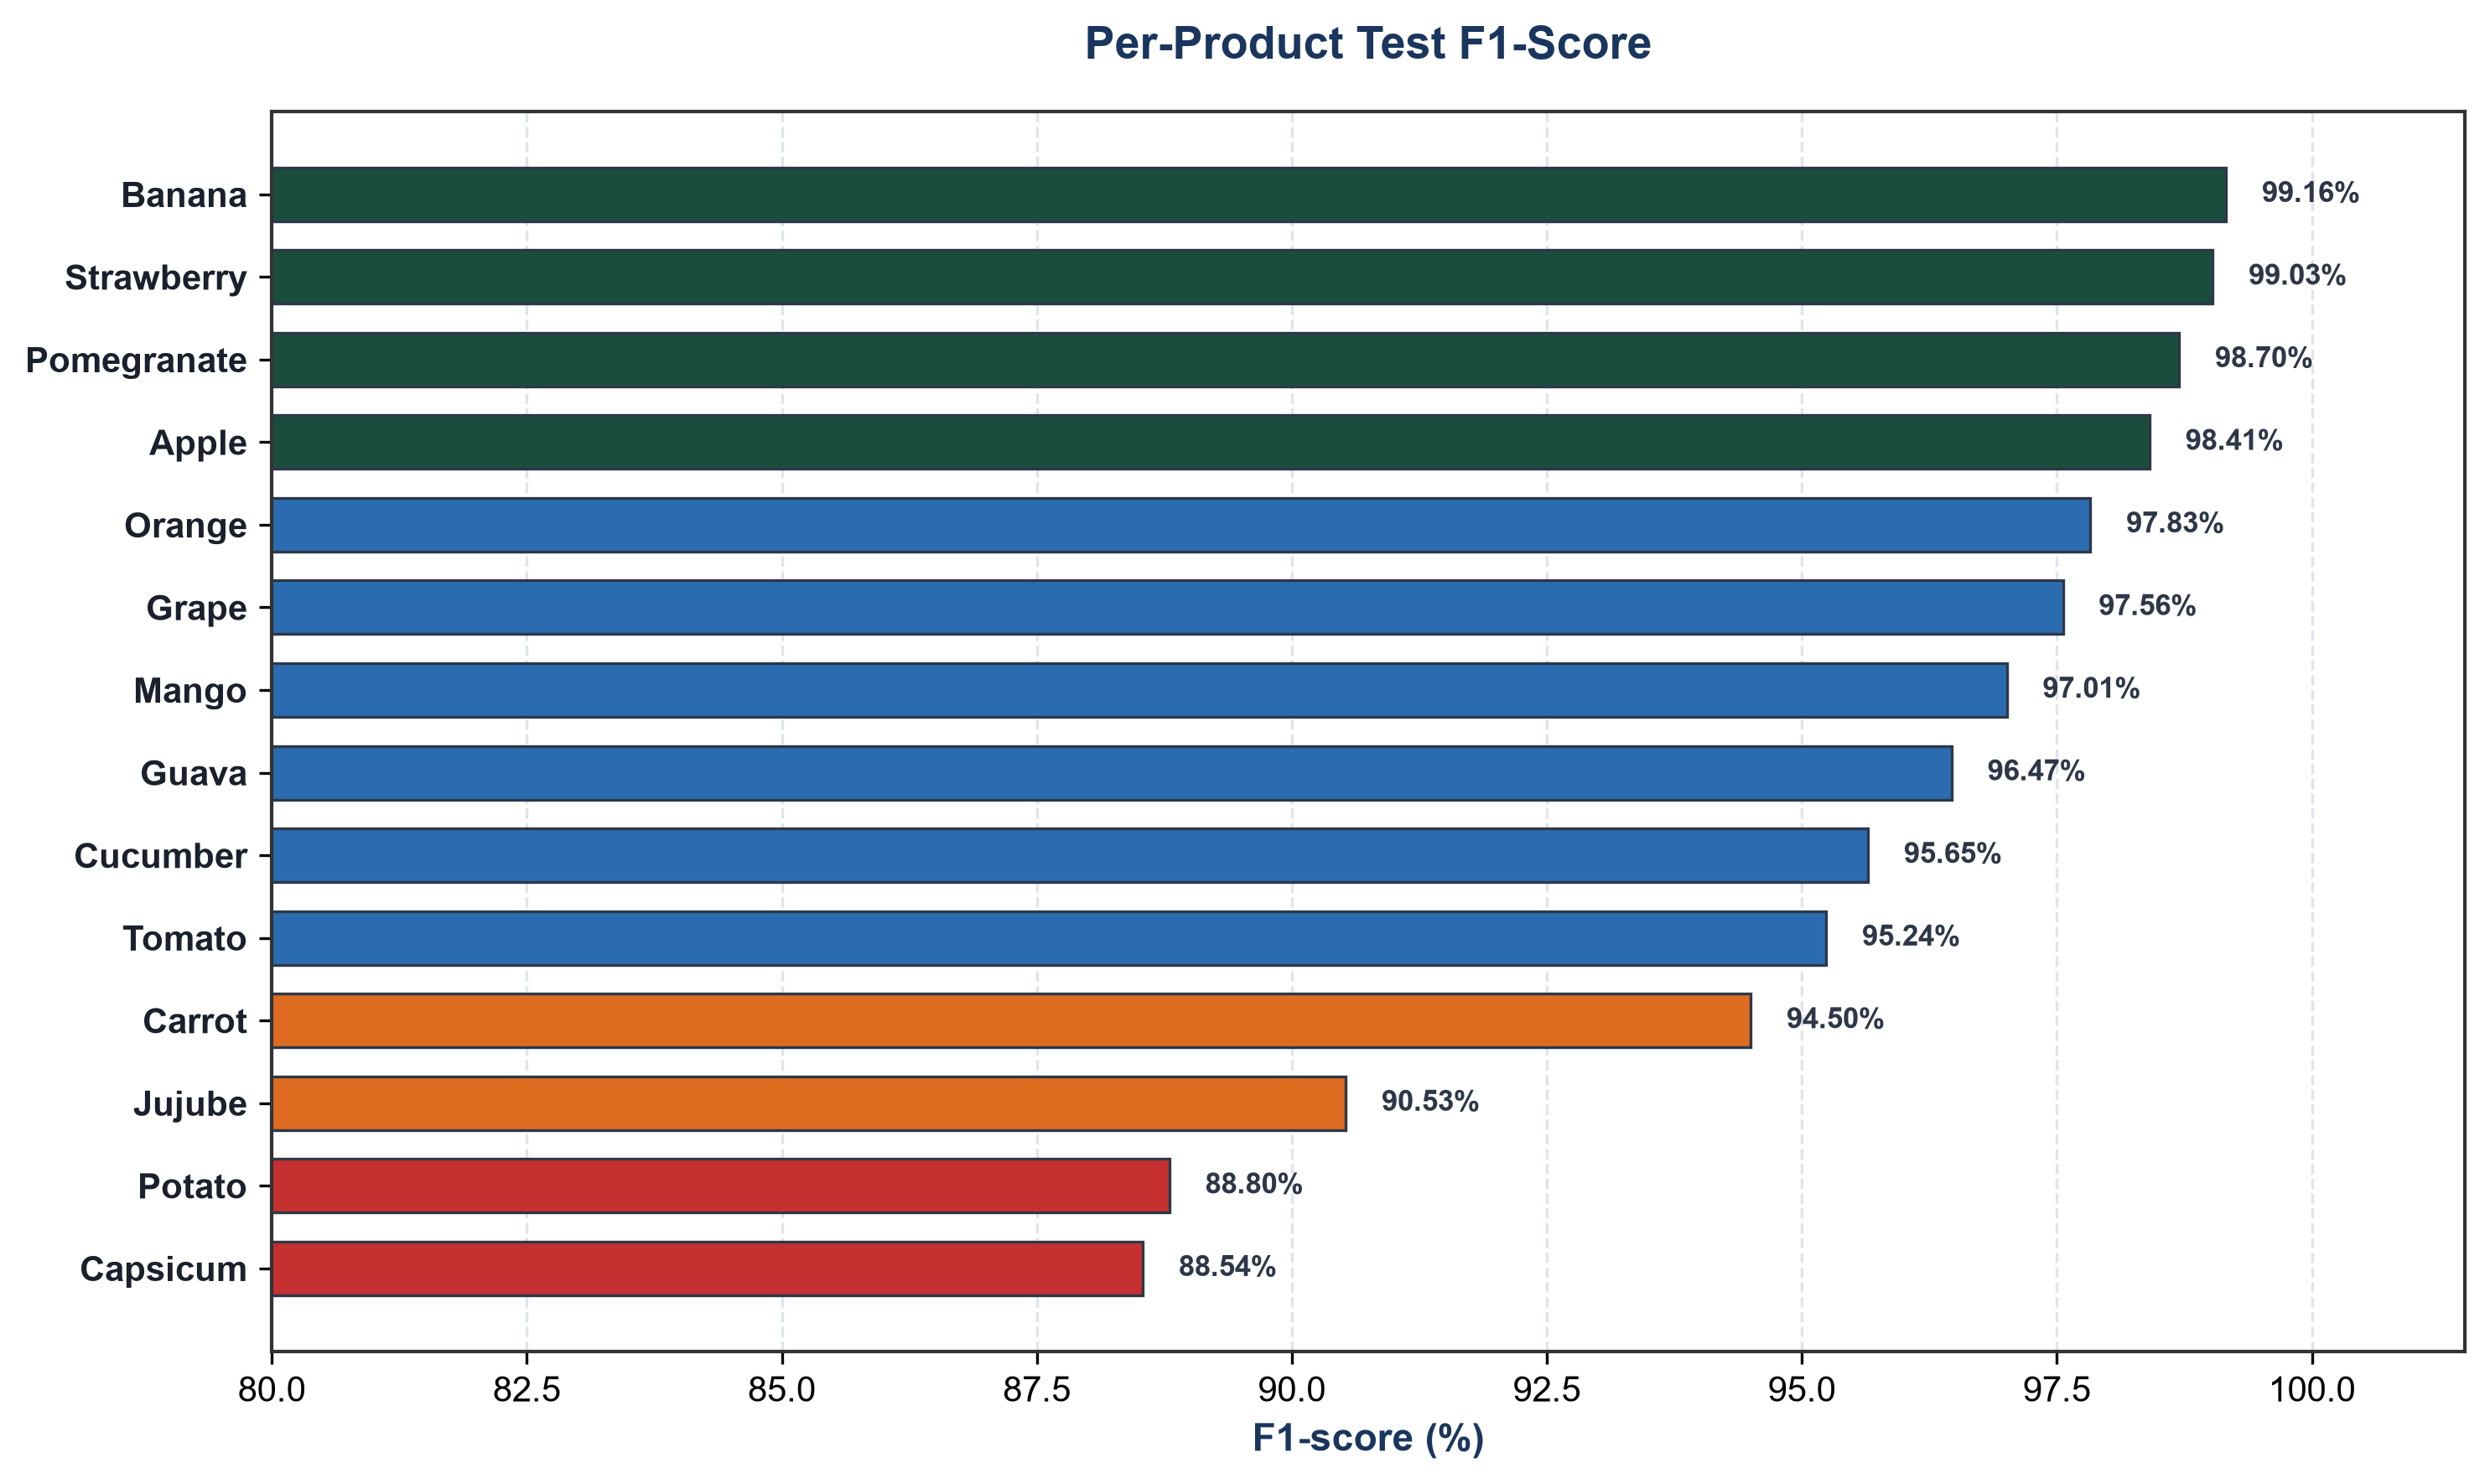 Per-Product Test F1-Score
Banana 99.16%
Strawberry 99.03%
Pomegranate 98.70%
Apple 98.41%
Orange 97.83%
Grape 97.56%
Mango 97.01%
Guava 96.47%
Cucumber 95.65%
Tomato 95.24%
Carrot 94.50%
Jujube 90.53%
Potato 88.80%
Capsicum 88.54%
80.0 82.5 85.0 87.5 90.0 92.5 95.0 97.5 100.0
F1-score (%)